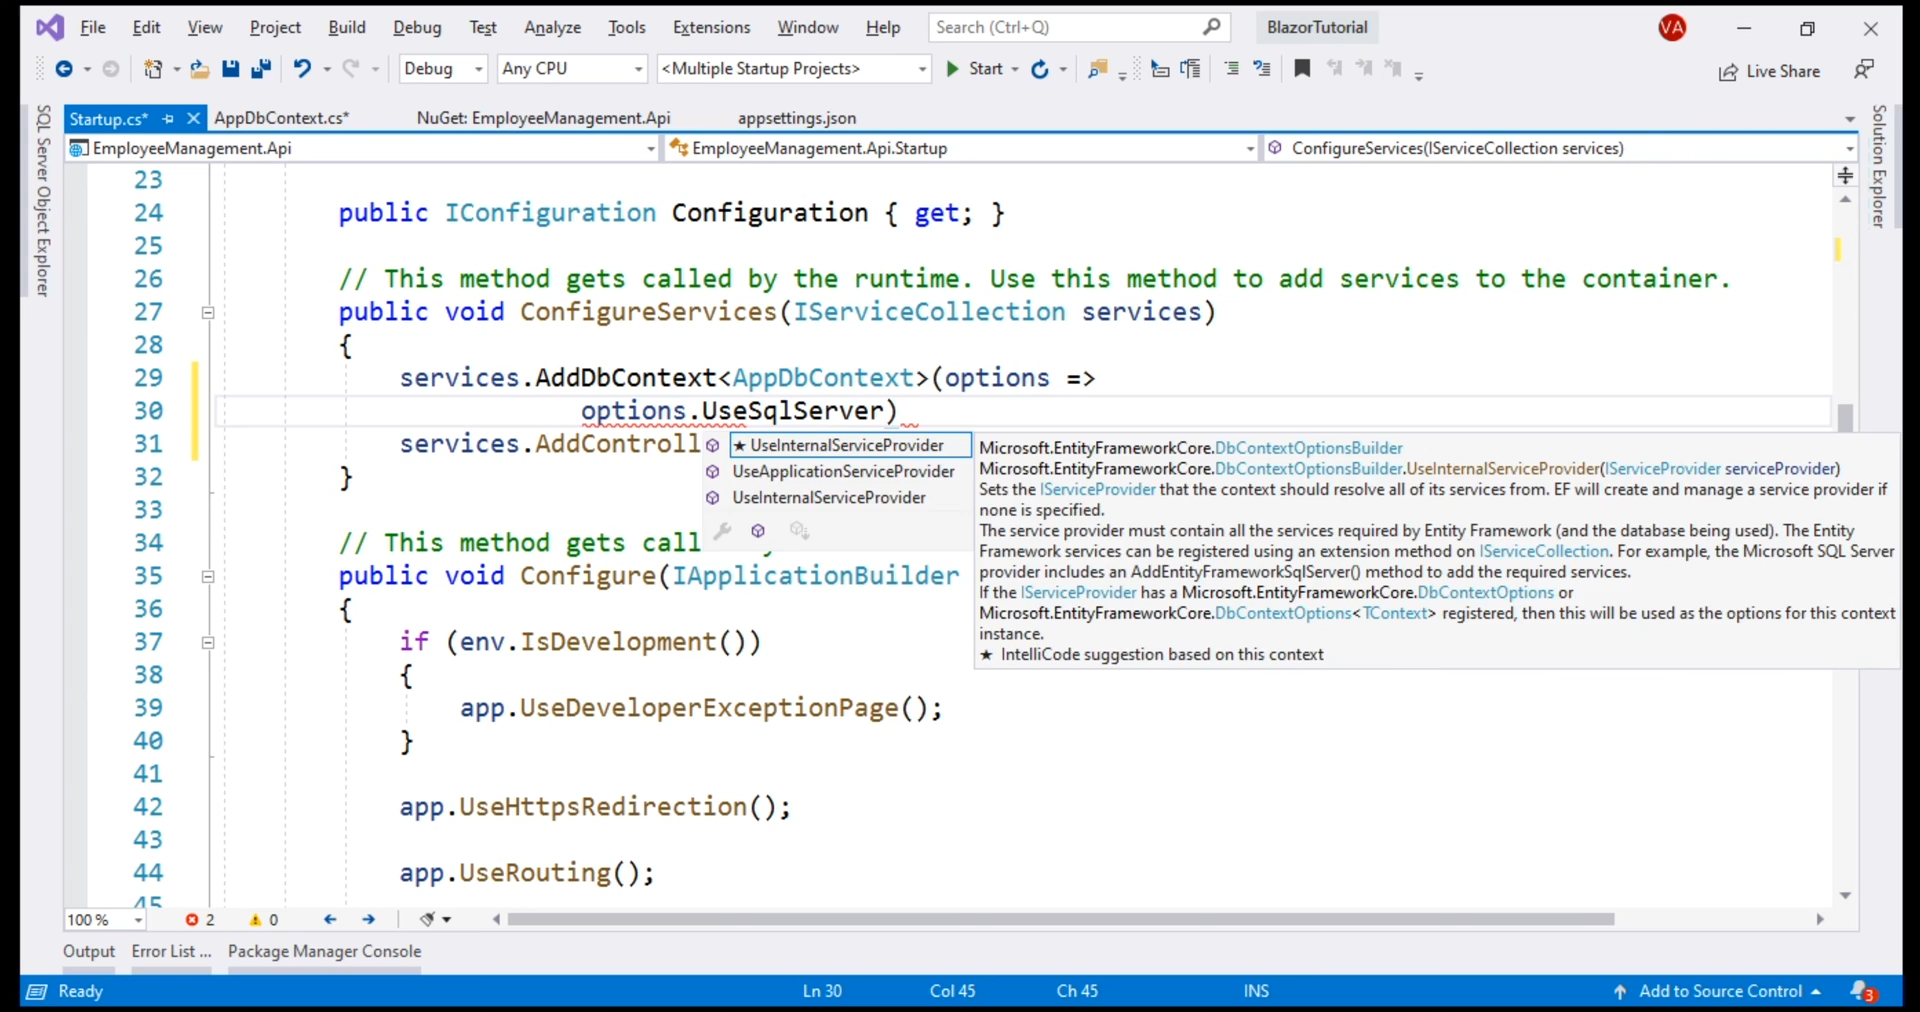 File Edit View Project Build Debug Test Analyze Tools Extensions Window Help Search (Ctrl+Q) BlazorTutorial VA
Debug Any CPU <Multiple Startup Projects> Start Live Share
Startup.cs* AppDbContext.cs* NuGet: EmployeeManagement.Api appsettings.json
EmployeeManagement.Api EmployeeManagement.Api.Startup ConfigureServices(IServiceCollection services)
SQL Server Object Explorer
Solution Explorer
23
24 public IConfiguration Configuration { get; }
25
26 // This method gets called by the runtime. Use this method to add services to the container.
27 public void ConfigureServices(IServiceCollection services)
28 {
29 services.AddDbContext<AppDbContext>(options =>
30 options.UseSqlServer)
31 services.AddControll
32 }
33
34 // This method gets call
35 public void Configure(IApplicationBuilder
36 {
37 if (env.IsDevelopment())
38 {
39 app.UseDeveloperExceptionPage();
40 }
41
42 app.UseHttpsRedirection();
43
44 app.UseRouting();
45
★ UseInternalServiceProvider
UseApplicationServiceProvider
UseInternalServiceProvider
Microsoft.EntityFrameworkCore.DbContextOptionsBuilder
Microsoft.EntityFrameworkCore.DbContextOptionsBuilder.UseInternalServiceProvider(IServiceProvider serviceProvider)
Sets the IServiceProvider that the context should resolve all of its services from. EF will create and manage a service provider if
none is specified.
The service provider must contain all the services required by Entity Framework (and the database being used). The Entity
Framework services can be registered using an extension method on IServiceCollection. For example, the Microsoft SQL Server
provider includes an AddEntityFrameworkSqlServer() method to add the required services.
If the IServiceProvider has a Microsoft.EntityFrameworkCore.DbContextOptions or
Microsoft.EntityFrameworkCore.DbContextOptions<TContext> registered, then this will be used as the options for this context
instance.
★ IntelliCode suggestion based on this context
100 % 2 0
Output Error List ... Package Manager Console
Ready Ln 30 Col 45 Ch 45 INS Add to Source Control 3